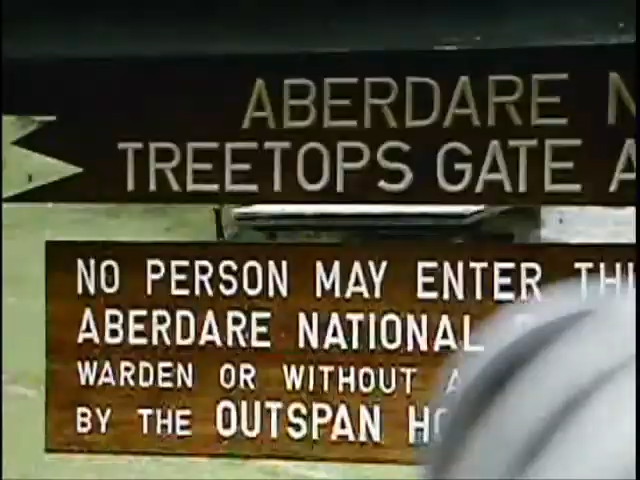 ABERDARE
TREETOPS GATE
NO PERSON MAY ENTER
ABERDARE NATIONAL
WARDEN OR WITHOUT
BY THE OUTSPAN